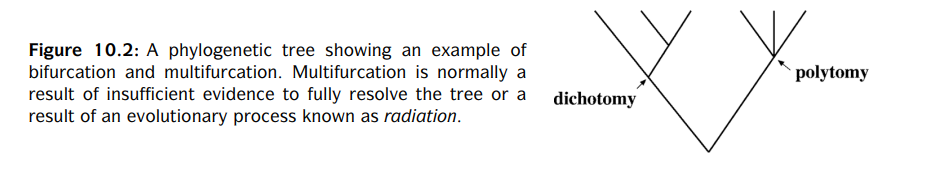 Figure 10.2: A phylogenetic tree showing an example of
bifurcation and multifurcation. Multifurcation is normally a
result of insufficient evidence to fully resolve the tree or a
result of an evolutionary process known as radiation.
dichotomy
polytomy